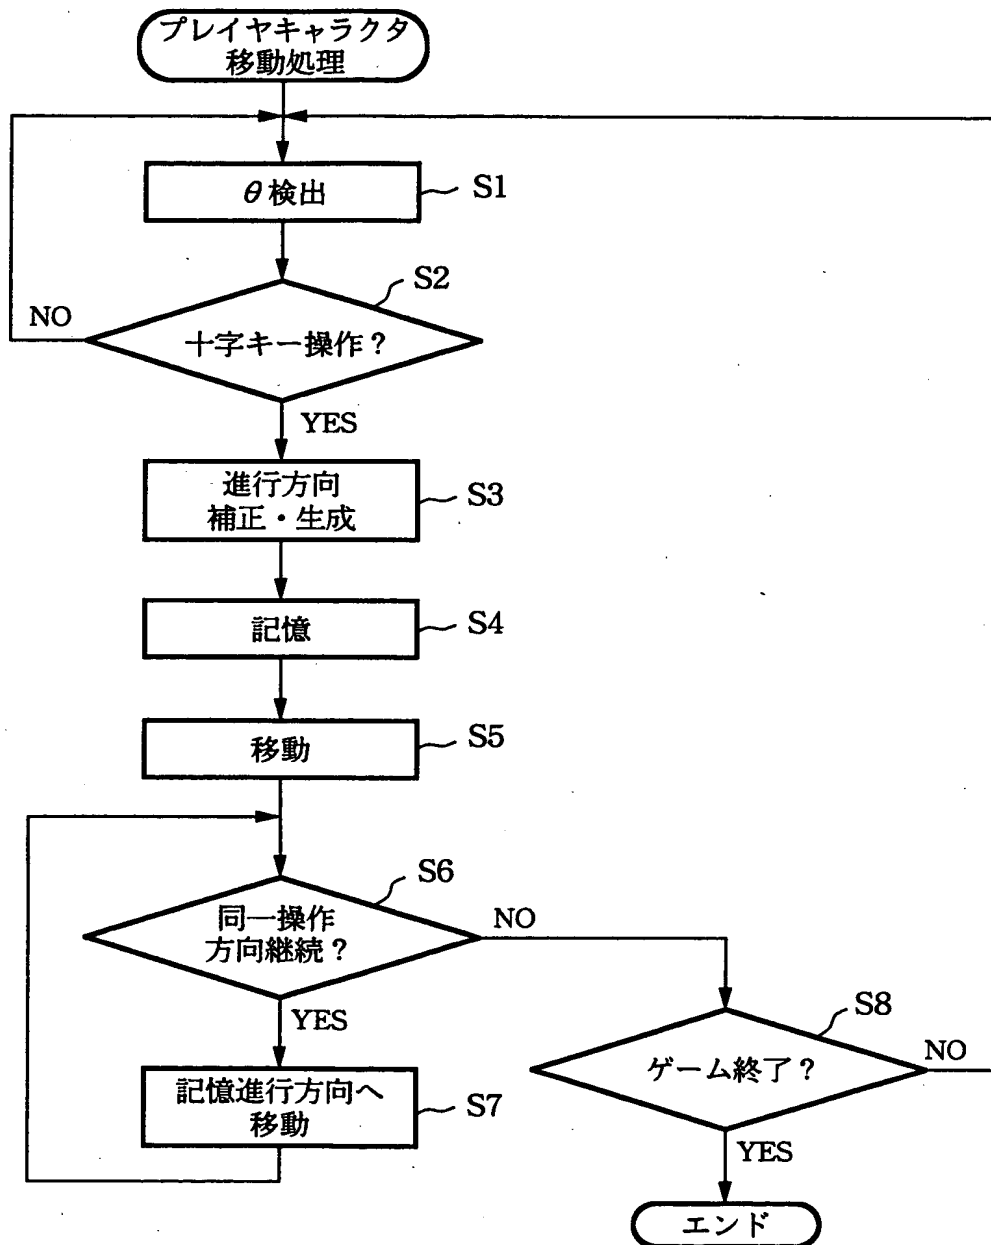 プレイヤキャラクタ
移動処理
θ検出
S1
S2
NO
十字キー操作？
YES
進行方向
補正・生成
S3
記憶
S4
移動
S5
S6
同一操作
方向継続？
NO
YES
S8
ゲーム終了？
NO
記憶進行方向へ
移動
S7
YES
エンド